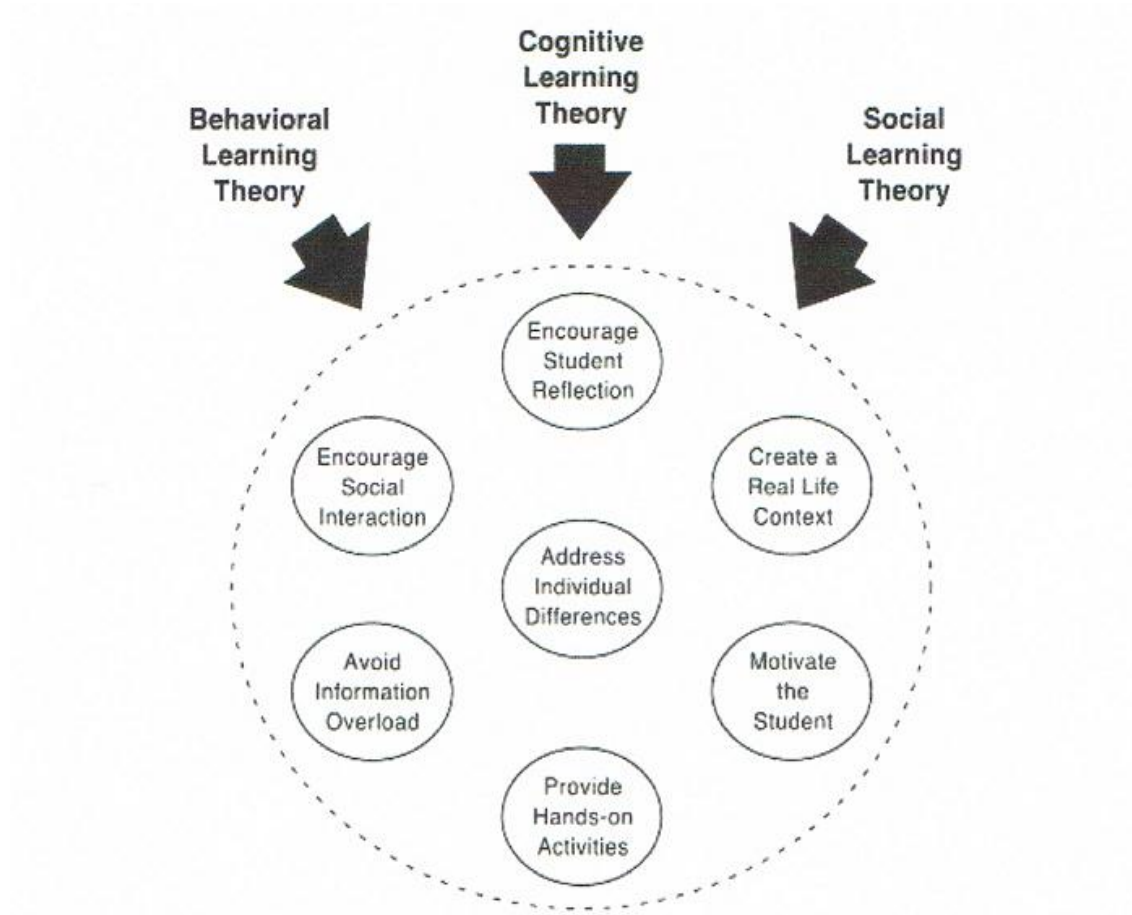 Cognitive
Learning
Theory
Behavioral
Learning
Theory
Social
Learning
Theory
Encourage
Student
Reflection
Encourage
Social
Interaction
Create a
Real Life
Context
Address
Individual
Differences
Avoid
Information
Overload
Motivate
the
Student
Provide
Hands-on
Activities